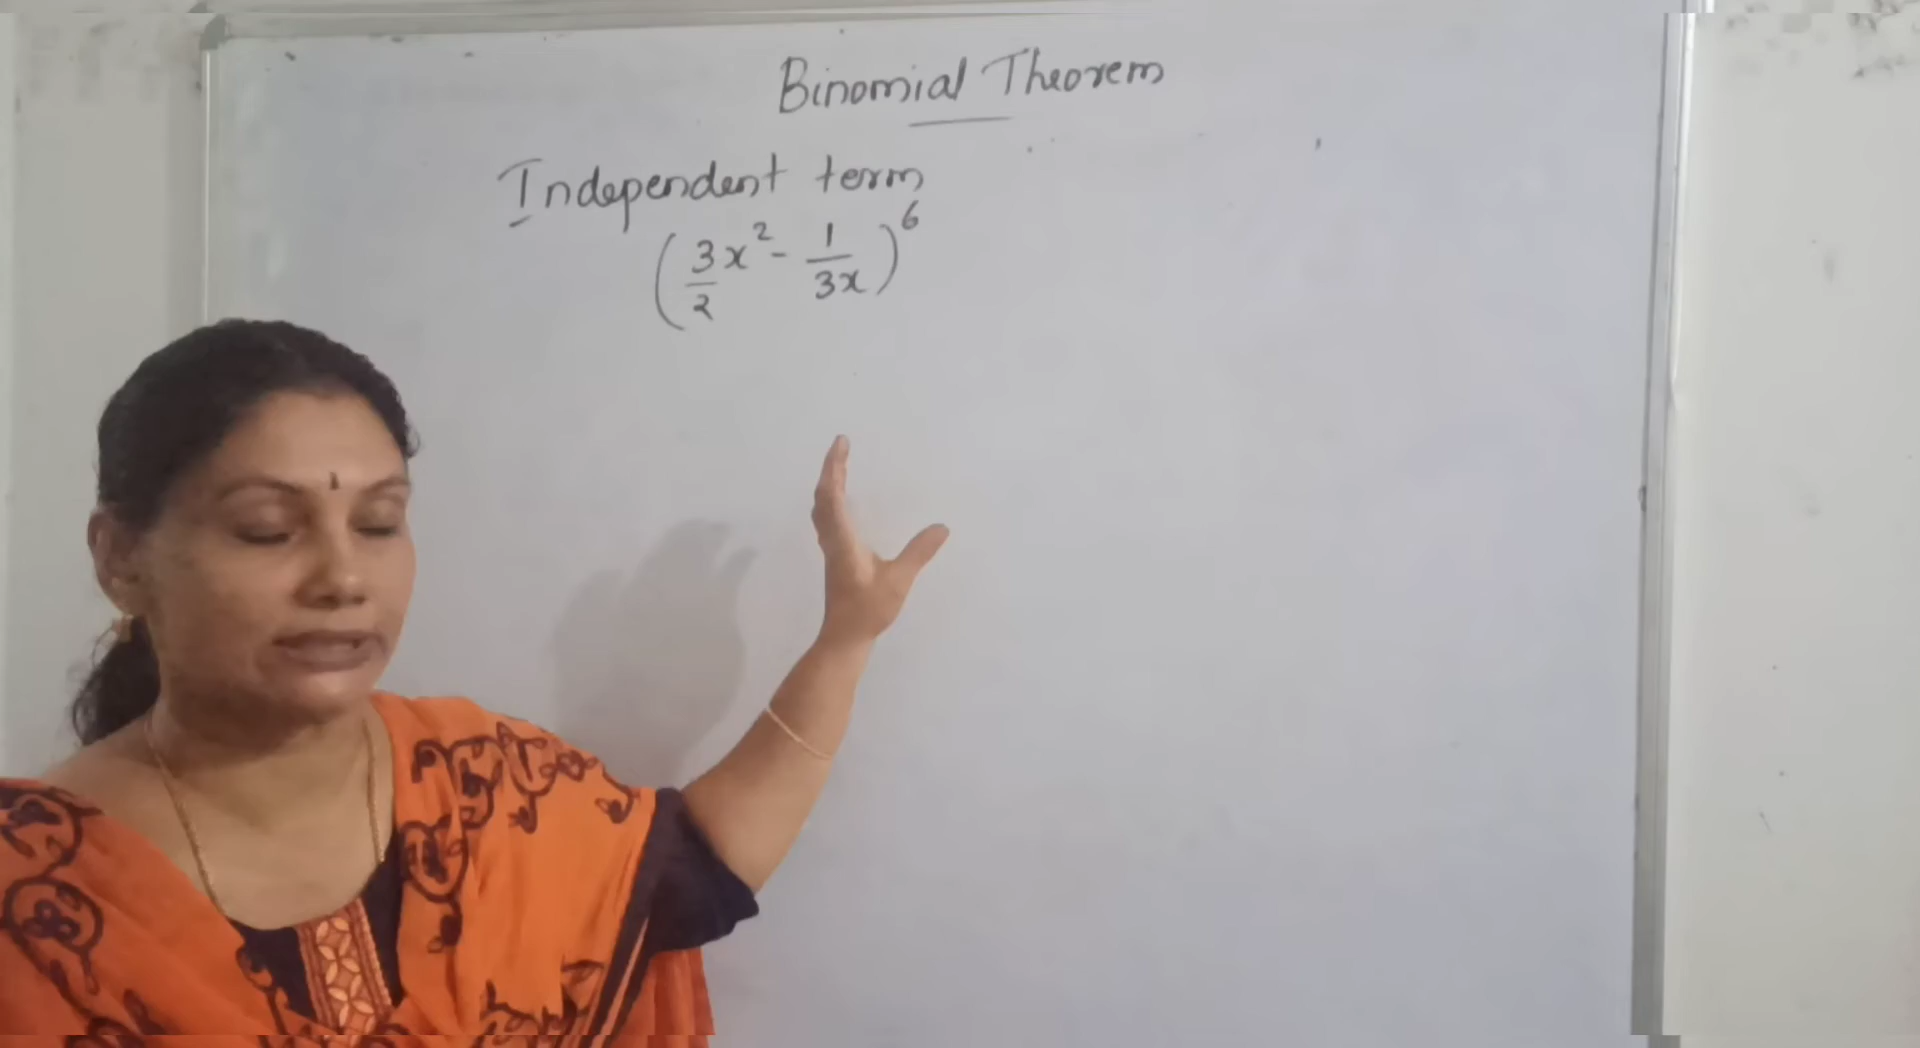 Binomial Theorem
Independent term
(3/2 x² - 1/3x)⁶